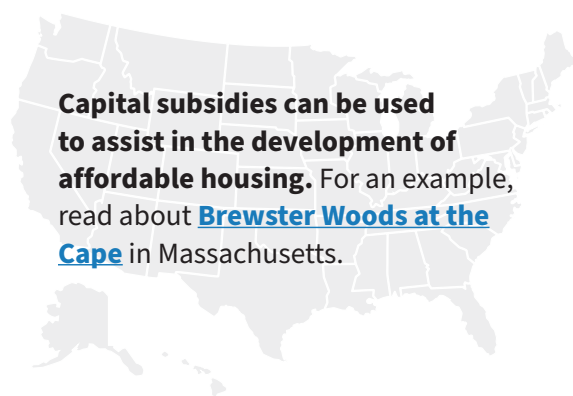 Capital subsidies can be used
to assist in the development of
affordable housing. For an example,
read about Brewster Woods at the
Cape in Massachusetts.